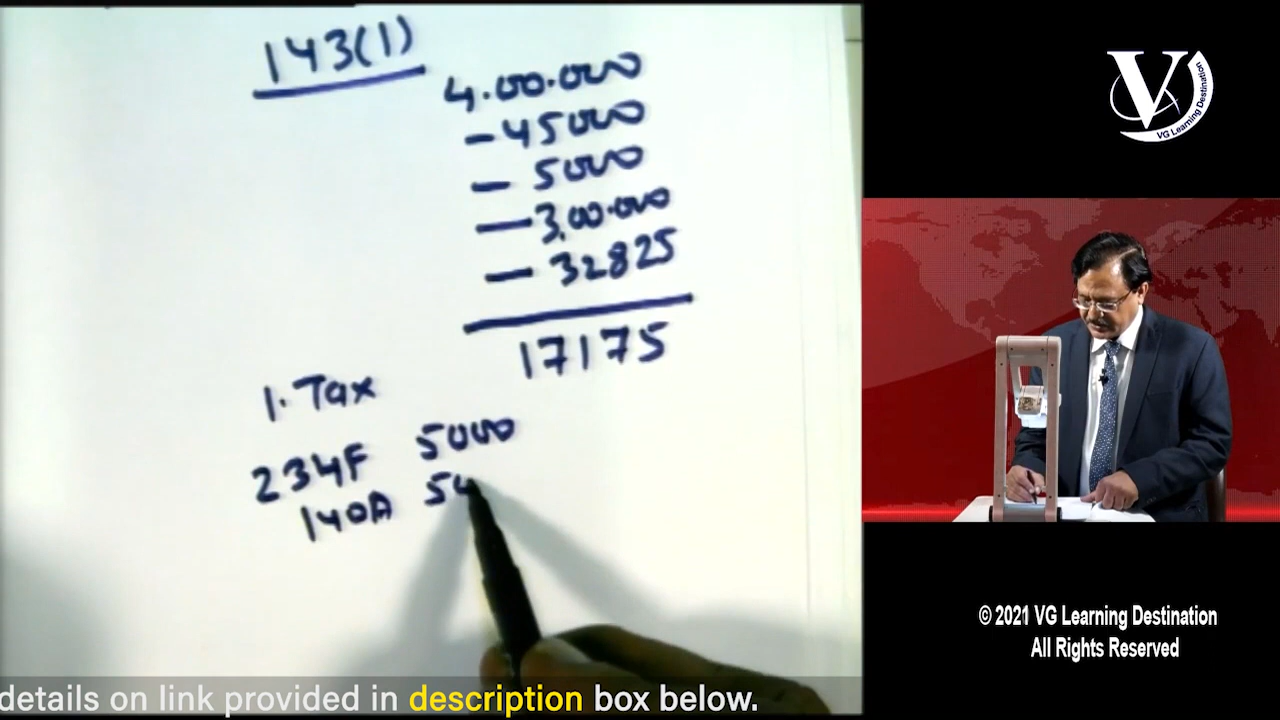 143(1)
4.00.000
- 45000
- 5000
- 3,00.000
- 32825
17175
1. Tax
234F 5000
140A
V
VG Learning Destination
© 2021 VG Learning Destination
All Rights Reserved
details on link provided in description box below.